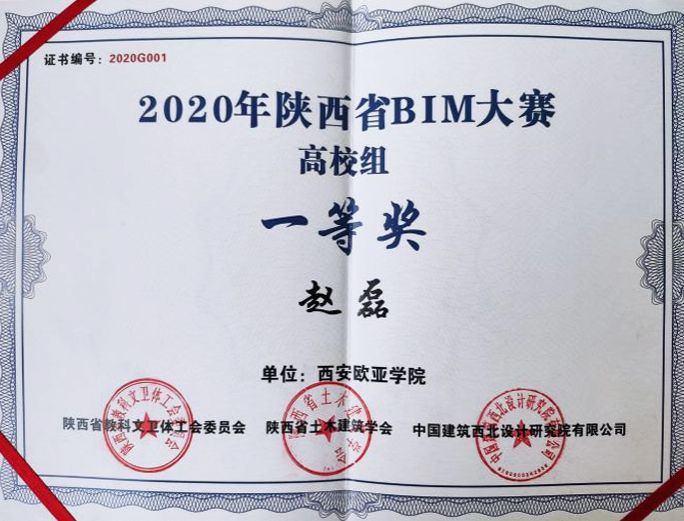 证书编号：2020G001
2020年陕西省BIM大赛
高校组
一等奖
赵磊
单位：西安欧亚学院
陕西省教科文卫体工会委员会 陕西省土木建筑学会 中国建筑西北设计研究院有限公司